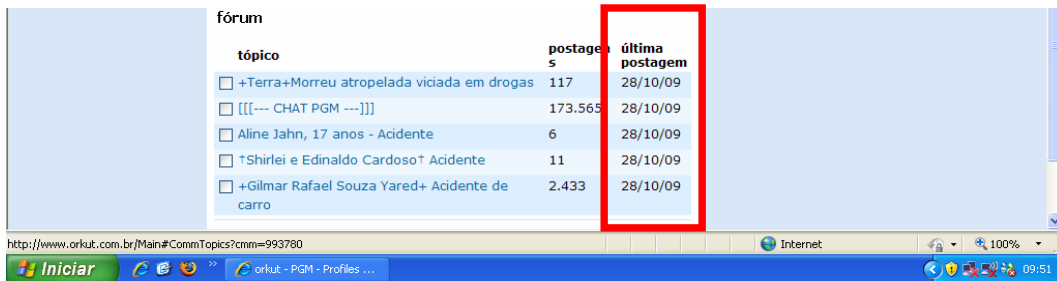 fórum
tópico postagens última postagem
+Terra+Morreu atropelada viciada em drogas 117 28/10/09
[[[--- CHAT PGM ---]]] 173.565 28/10/09
Aline Jahn, 17 anos - Acidente 6 28/10/09
†Shirlei e Edinaldo Cardoso† Acidente 11 28/10/09
+Gilmar Rafael Souza Yared+ Acidente de 2.433 28/10/09
carro
http://www.orkut.com.br/Main#CommTopics?cmm=993780 Internet 100%
Iniciar » orkut - PGM - Profiles ... 09:51